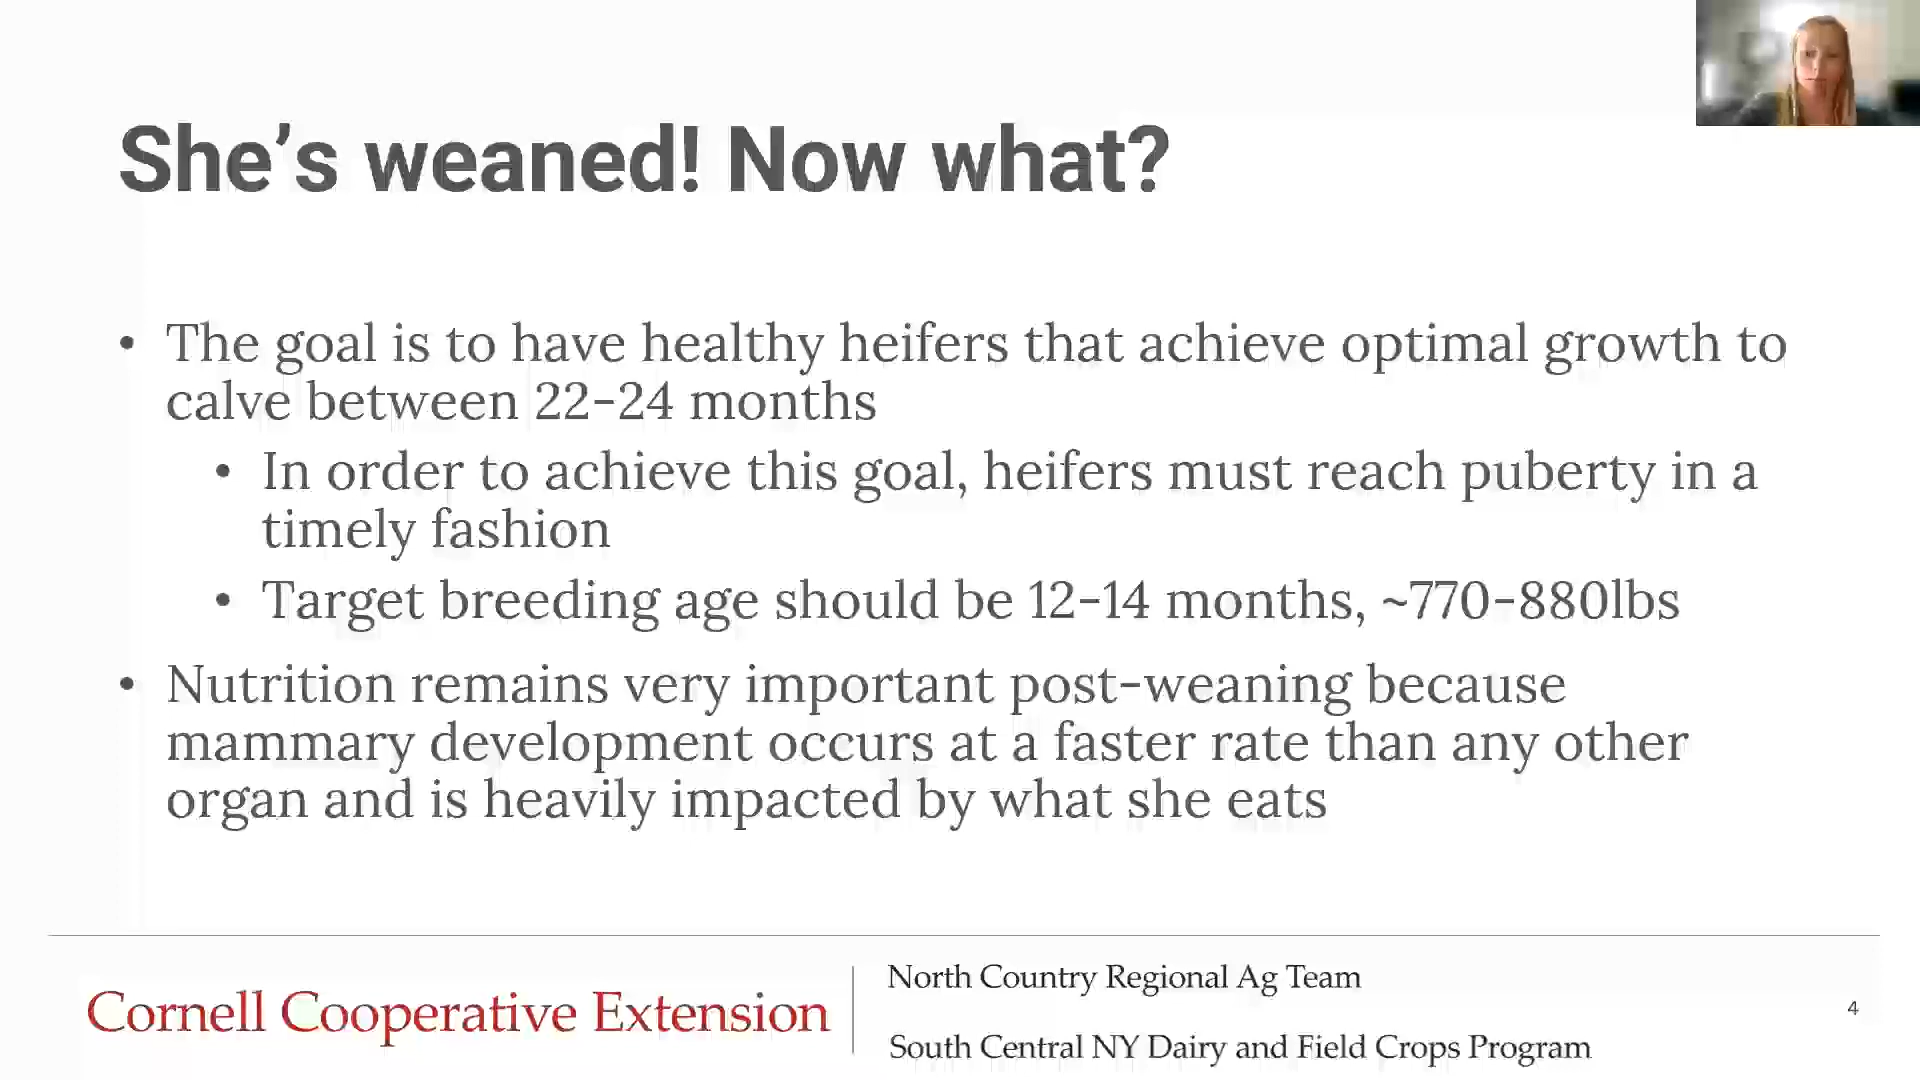 She’s weaned! Now what?
• The goal is to have healthy heifers that achieve optimal growth to
calve between 22-24 months
• In order to achieve this goal, heifers must reach puberty in a
timely fashion
• Target breeding age should be 12-14 months, ~770-880lbs
• Nutrition remains very important post-weaning because
mammary development occurs at a faster rate than any other
organ and is heavily impacted by what she eats
Cornell Cooperative Extension
North Country Regional Ag Team
South Central NY Dairy and Field Crops Program
4